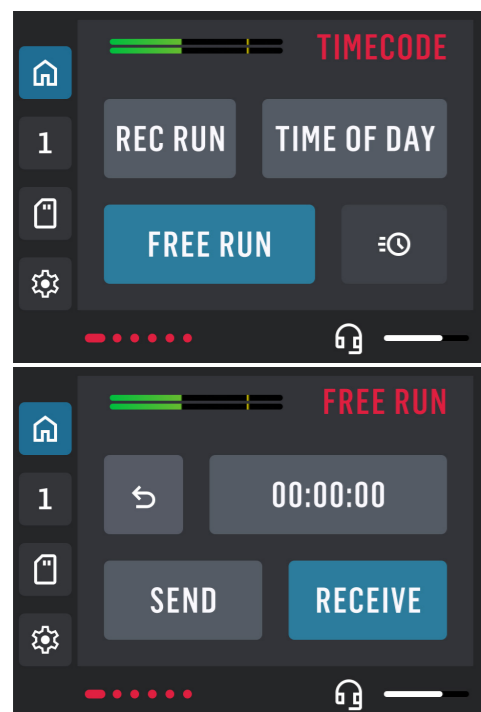 TIMECODE
1
REC RUN
TIME OF DAY
FREE RUN
FREE RUN
1
00:00:00
SEND
RECEIVE